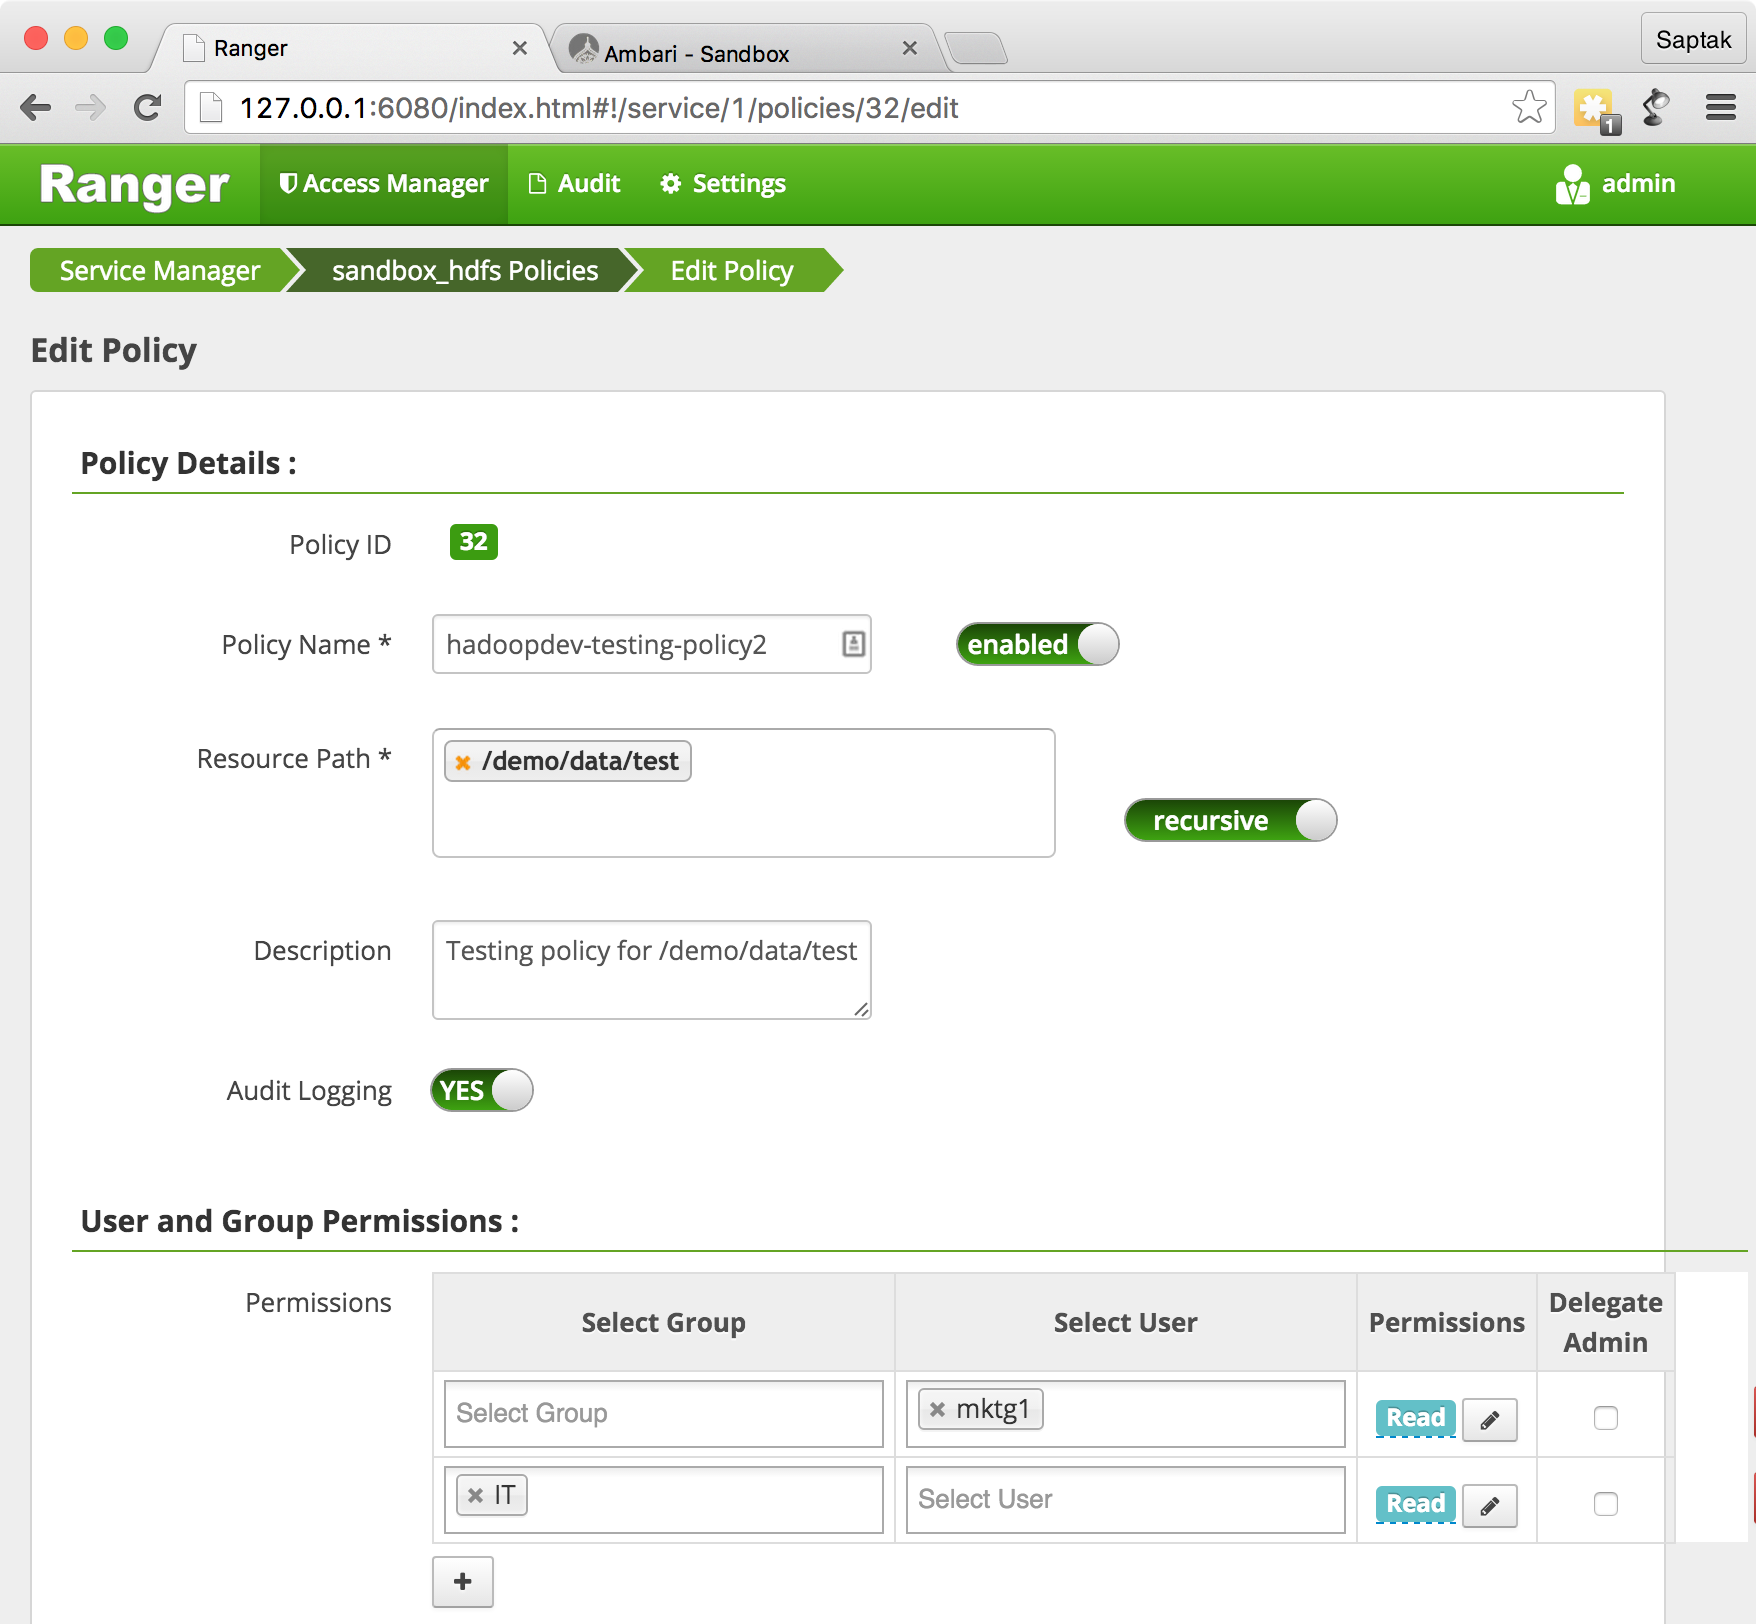 Ranger
Ambari - Sandbox
Saptak
127.0.0.1:6080/index.html#!/service/1/policies/32/edit
1
Ranger Access Manager Audit Settings admin
Service Manager sandbox_hdfs Policies Edit Policy
Edit Policy
Policy Details :
Policy ID 32
Policy Name * hadoopdev-testing-policy2 enabled
Resource Path * /demo/data/test
recursive
Description Testing policy for /demo/data/test
Audit Logging YES
User and Group Permissions :
Permissions Select Group Select User Permissions Delegate Admin
Select Group mktg1 Read
IT Select User Read
+